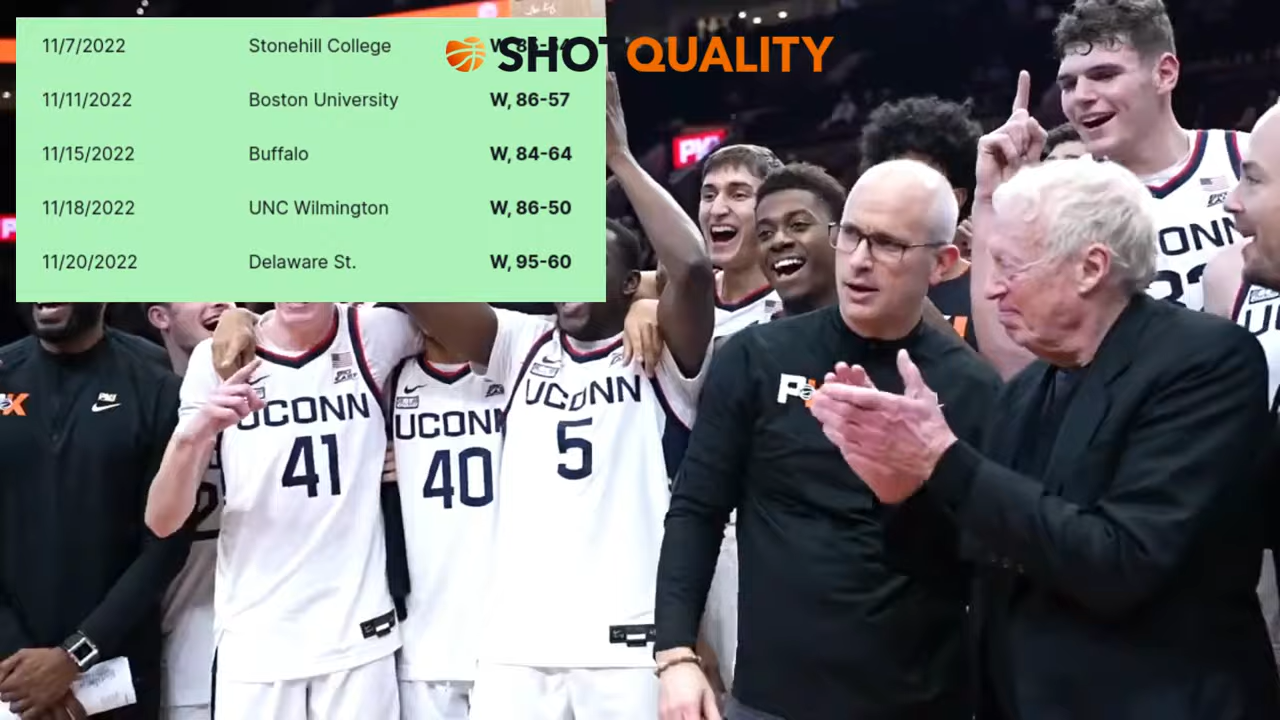 11/7/2022 Stonehill College W,
SHOTQUALITY
11/11/2022 Boston University W, 86-57
11/15/2022 Buffalo W, 84-64
11/18/2022 UNC Wilmington W, 86-50
11/20/2022 Delaware St. W, 95-60
UCONN
41
UCONN
40
UCONN
5